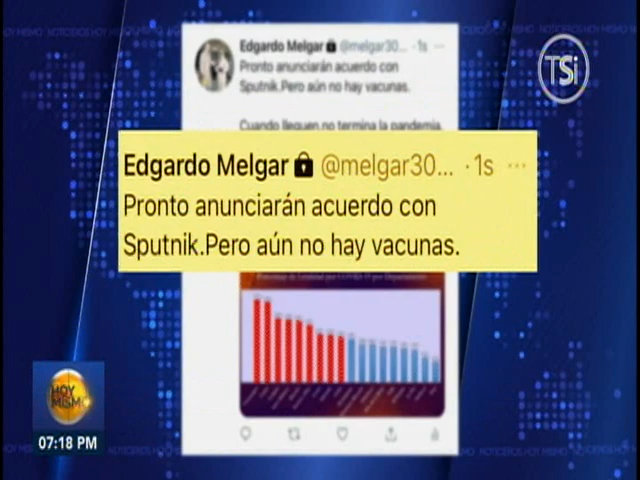 Edgardo Melgar @melgar30... · 1s ...
Pronto anunciarán acuerdo con
Sputnik.Pero aún no hay vacunas.
Cuando lleguen no termina la pandemia.
TSi
Edgardo Melgar @melgar30... · 1s ...
Pronto anunciarán acuerdo con
Sputnik.Pero aún no hay vacunas.
HOY
MISMO
07:18 PM